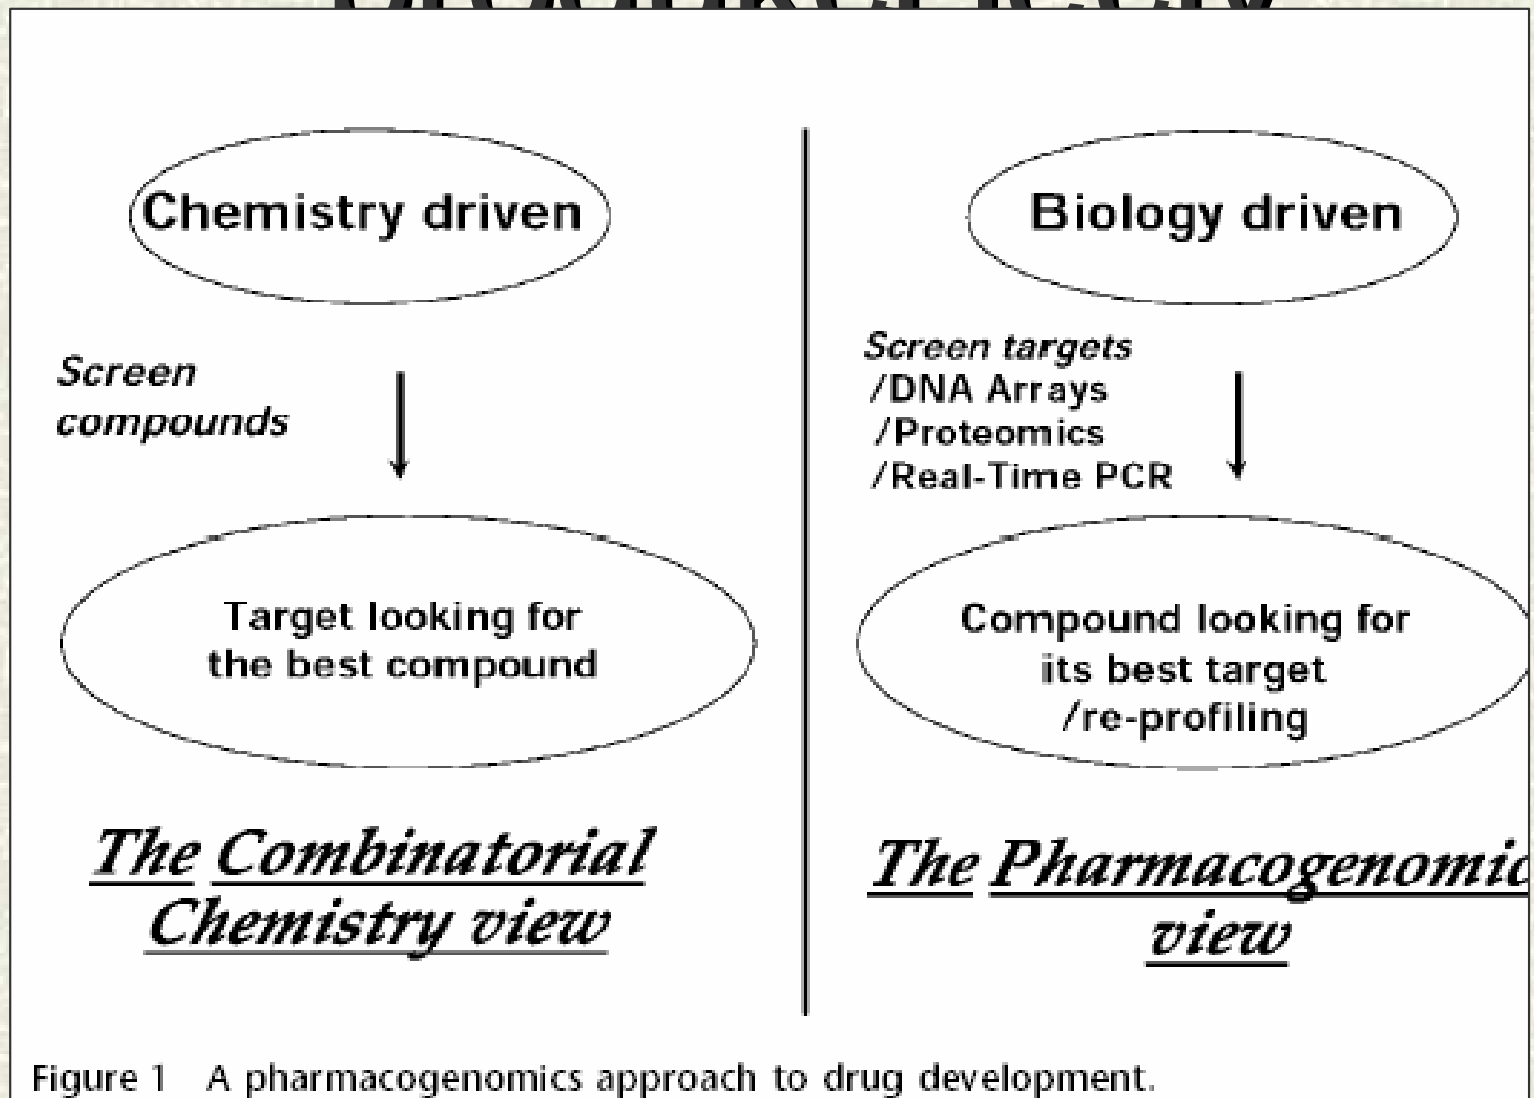 Chemistry driven
Screen
compounds
Target looking for
the best compound
The Combinatorial
Chemistry view
Biology driven
Screen targets
/DNA Arrays
/Proteomics
/Real-Time PCR
Compound looking for
its best target
/re-profiling
The Pharmacogenomic
view
Figure 1 A pharmacogenomics approach to drug development.